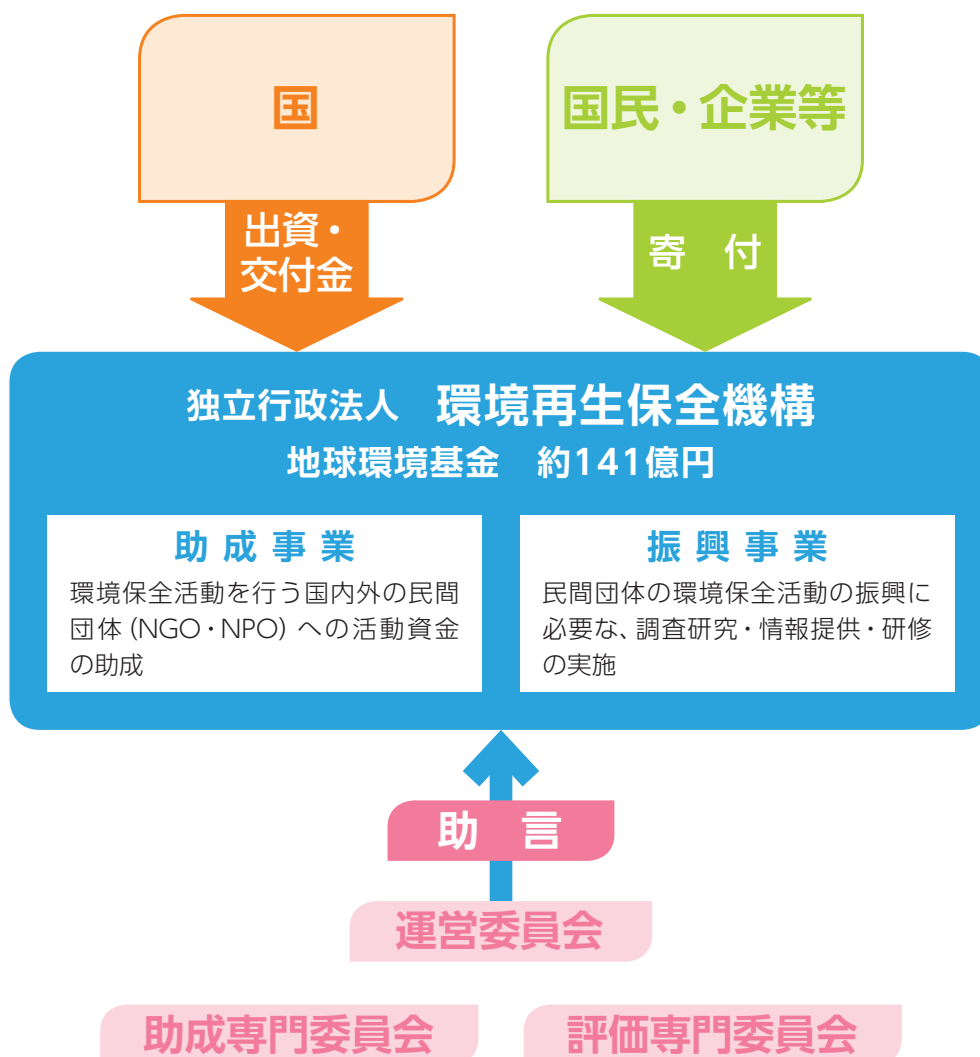 国
国民・企業等
出資・
交付金
寄　付
独立行政法人　環境再生保全機構
地球環境基金　約141億円
助成事業
環境保全活動を行う国内外の民間
団体(NGO・NPO)への活動資金
の助成
振興事業
民間団体の環境保全活動の振興に
必要な、調査研究・情報提供・研修
の実施
助　言
運営委員会
助成専門委員会
評価専門委員会